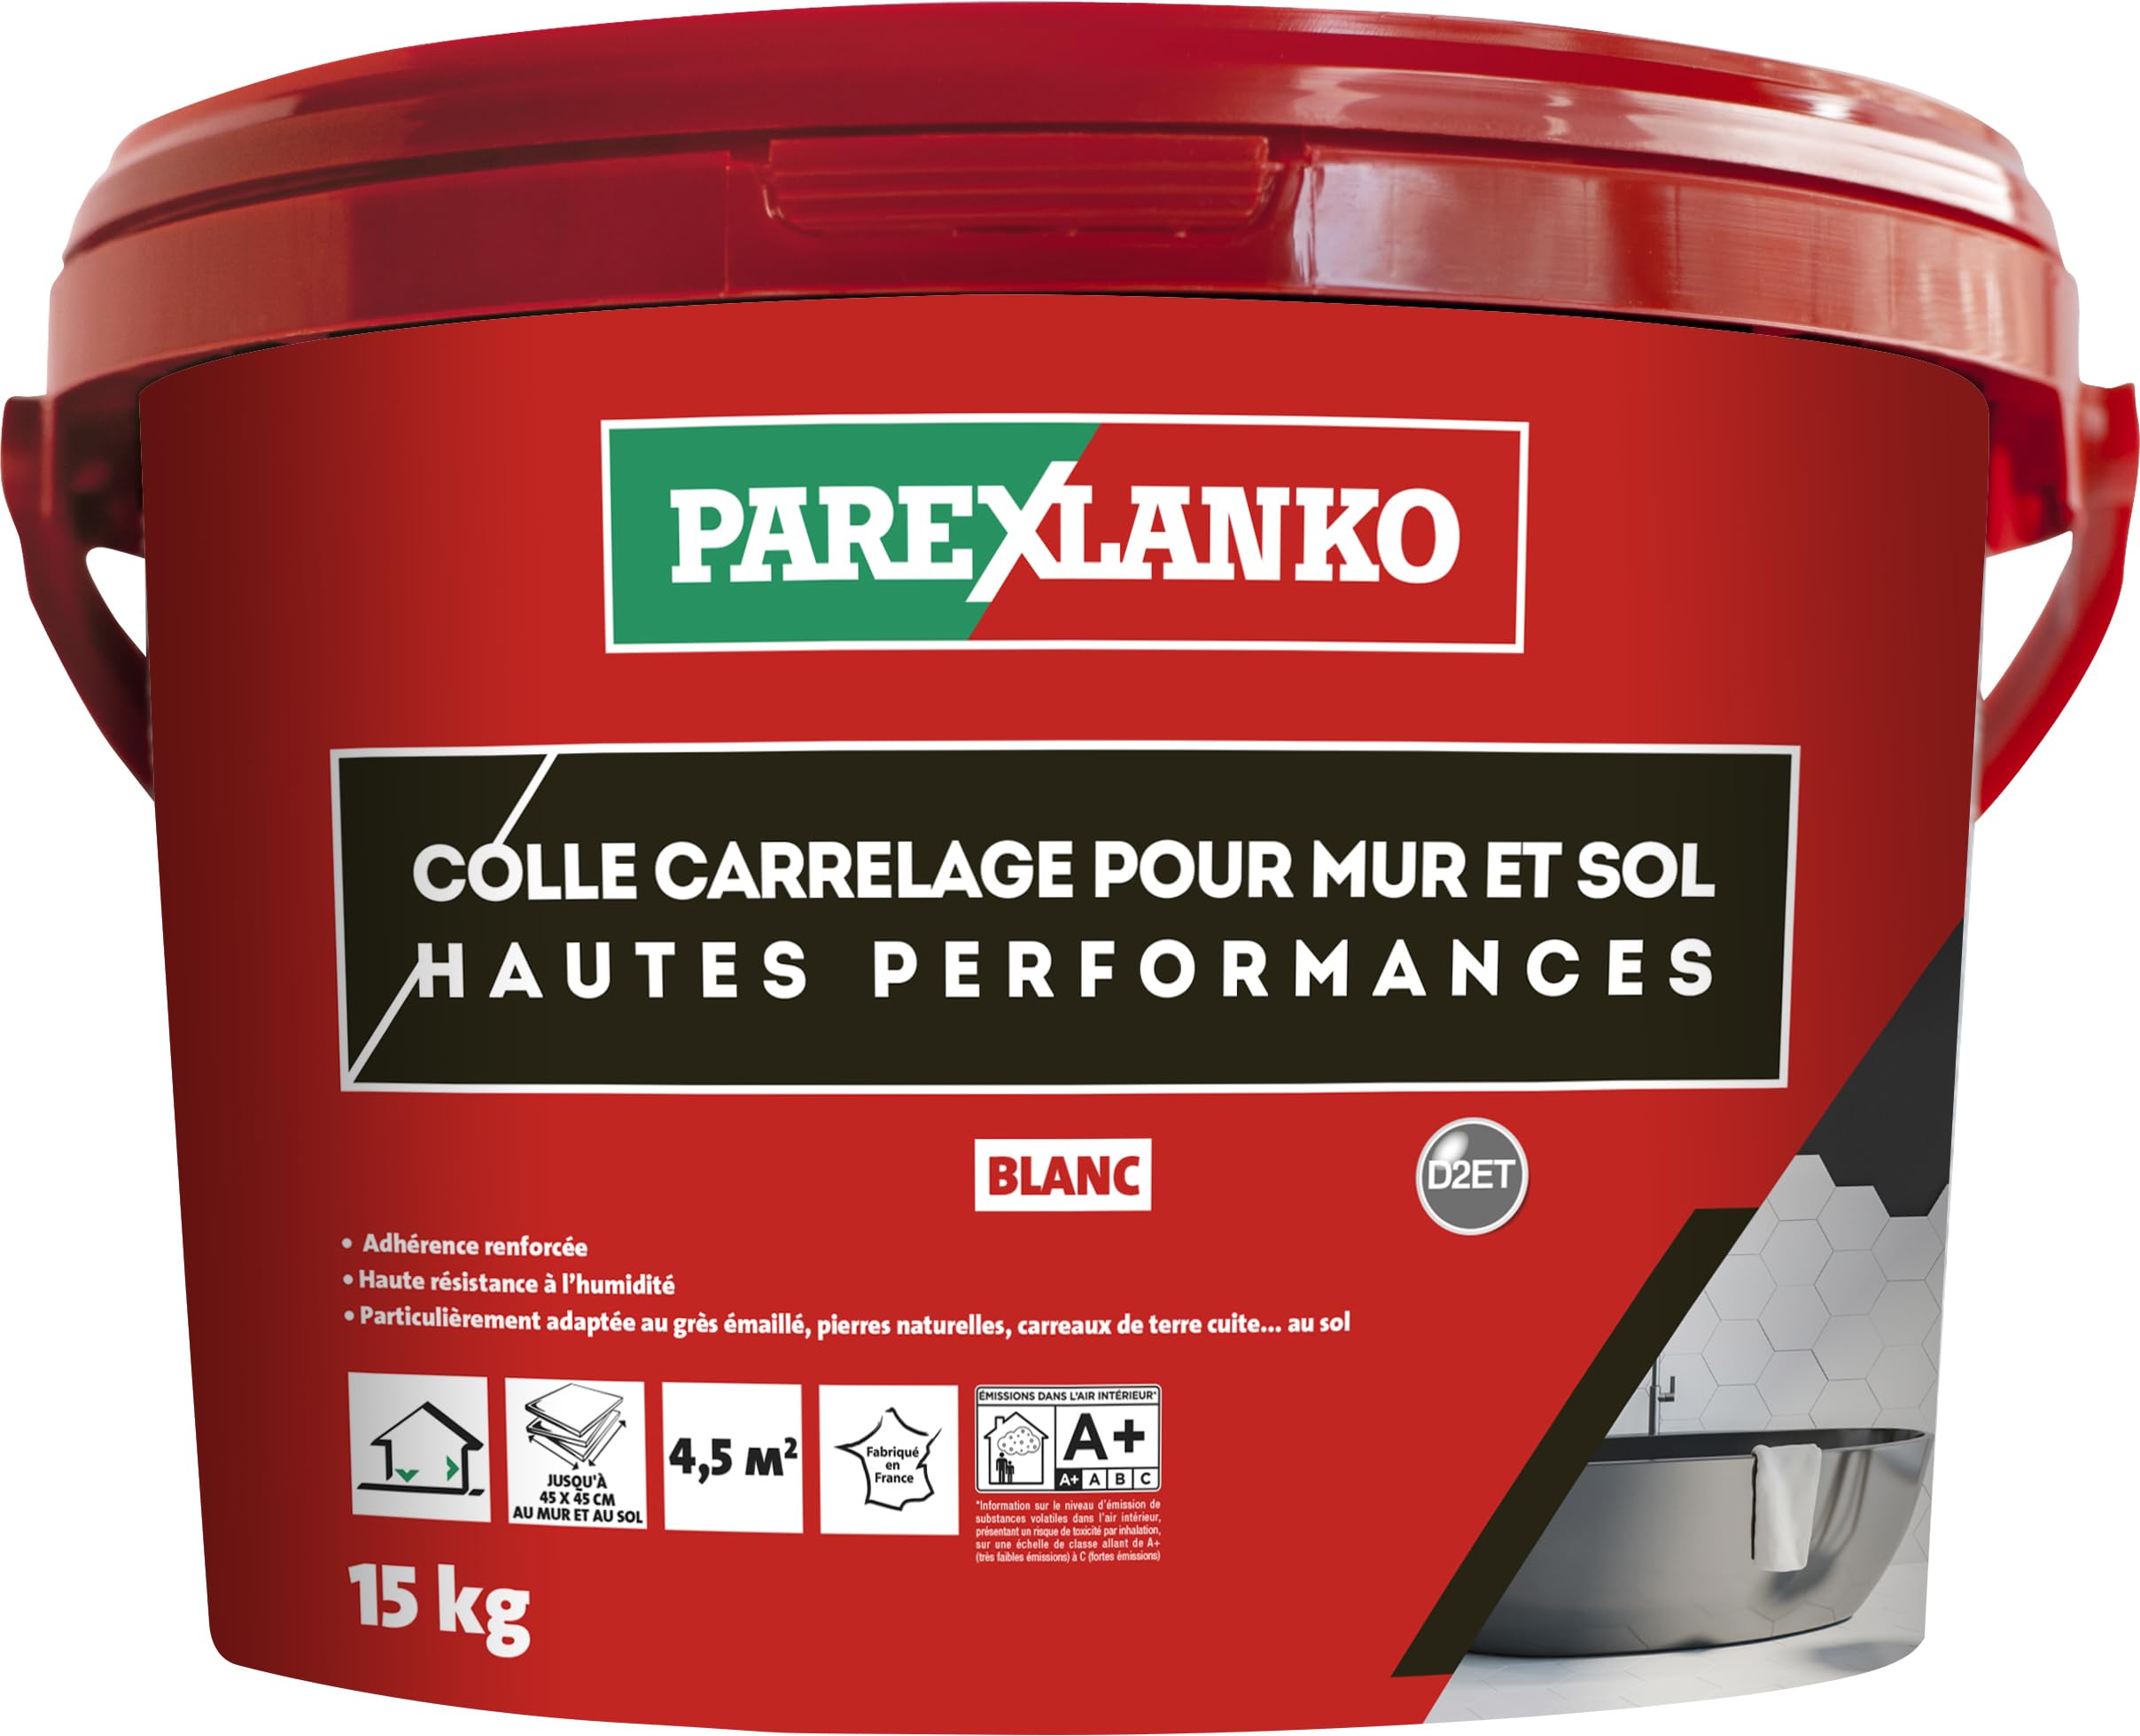 PAREXLANKO
COLLE CARRELAGE POUR MUR ET SOL
HAUTES PERFORMANCES
BLANC
D2ET
• Adhérence renforcée
• Haute résistance à l'humidité
• Particulièrement adaptée au grès émaillé, pierres naturelles, carreaux de terre cuite... au sol
JUSQU'À
45 X 45 CM
AU MUR ET AU SOL
4,5 M²
Fabriqué
en
France
ÉMISSIONS DANS L'AIR INTÉRIEUR*
A+
A+ A B C
*Information sur le niveau d'émission de
substances volatiles dans l'air intérieur,
présentant un risque de toxicité par inhalation,
sur une échelle de classe allant de A+
(très faibles émissions) à C (fortes émissions)
15 kg